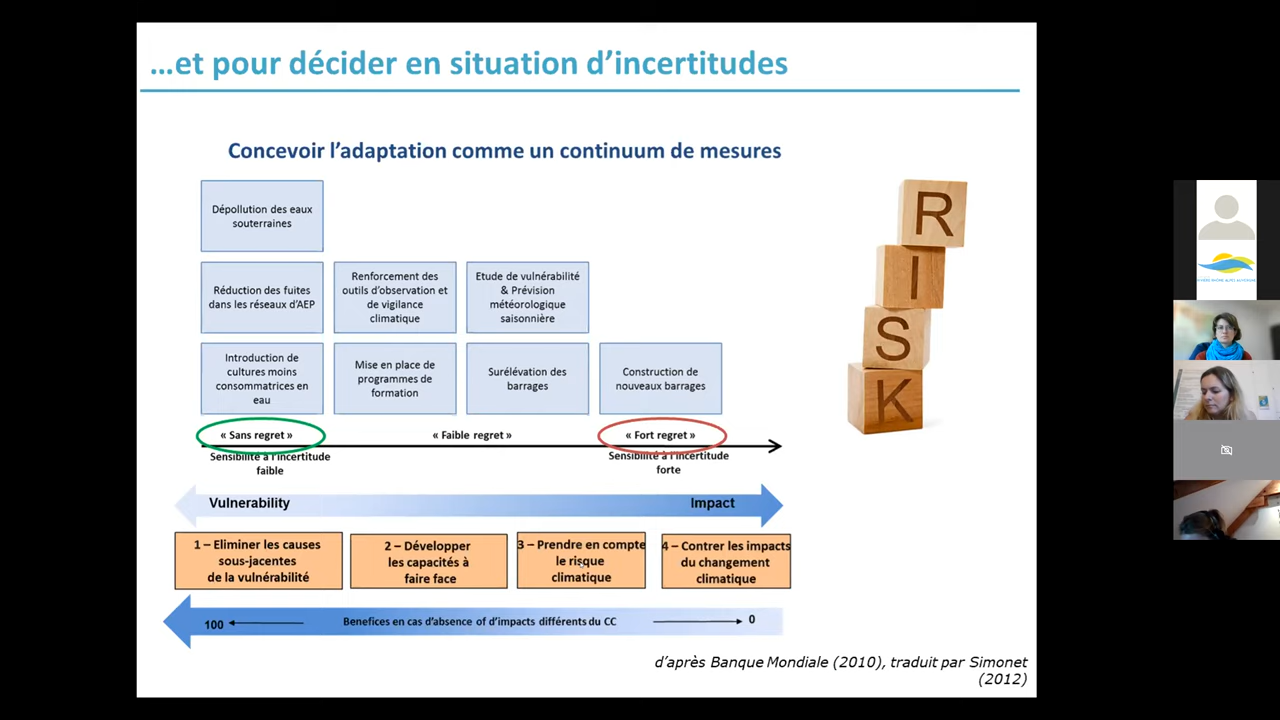 …et pour décider en situation d'incertitudes
Concevoir l'adaptation comme un continuum de mesures
Dépollution des eaux
souterraines
Réduction des fuites
dans les réseaux d'AEP
Renforcement des
outils d'observation et
de vigilance
climatique
Etude de vulnérabilité
& Prévision
météorologique
saisonnière
Introduction de
cultures moins
consommatrices en
eau
Mise en place de
programmes de
formation
Surélévation des
barrages
Construction de
nouveaux barrages
« Sans regret »
« Faible regret »
« Fort regret »
Sensibilité à l'incertitude
faible
Sensibilité à l'incertitude
forte
Vulnerability
Impact
1 – Eliminer les causes
sous-jacentes
de la vulnérabilité
2 – Développer
les capacités à
faire face
3 – Prendre en compte
le risque
climatique
4 – Contrer les impacts
du changement
climatique
100
Benefices en cas d'absence of d'impacts différents du CC
0
d'après Banque Mondiale (2010), traduit par Simonet
(2012)
R
I
S
K